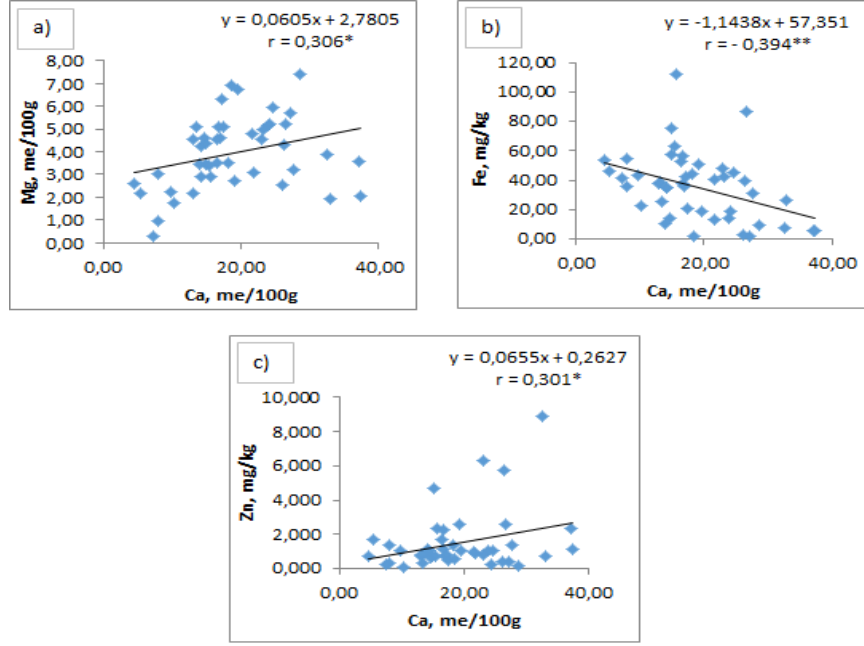 a)
y = 0,0605x + 2,7805
r = 0,306*
8,00
7,00
6,00
5,00
4,00
3,00
2,00
1,00
0,00
Mg, me/100g
0,00 20,00 40,00
Ca, me/100g
b)
y = -1,1438x + 57,351
r = - 0,394**
120,00
100,00
80,00
60,00
40,00
20,00
0,00
Fe, mg/kg
0,00 20,00 40,00
Ca, me/100g
c)
y = 0,0655x + 0,2627
r = 0,301*
10,000
8,000
6,000
4,000
2,000
0,000
Zn, mg/kg
0,00 20,00 40,00
Ca, me/100g